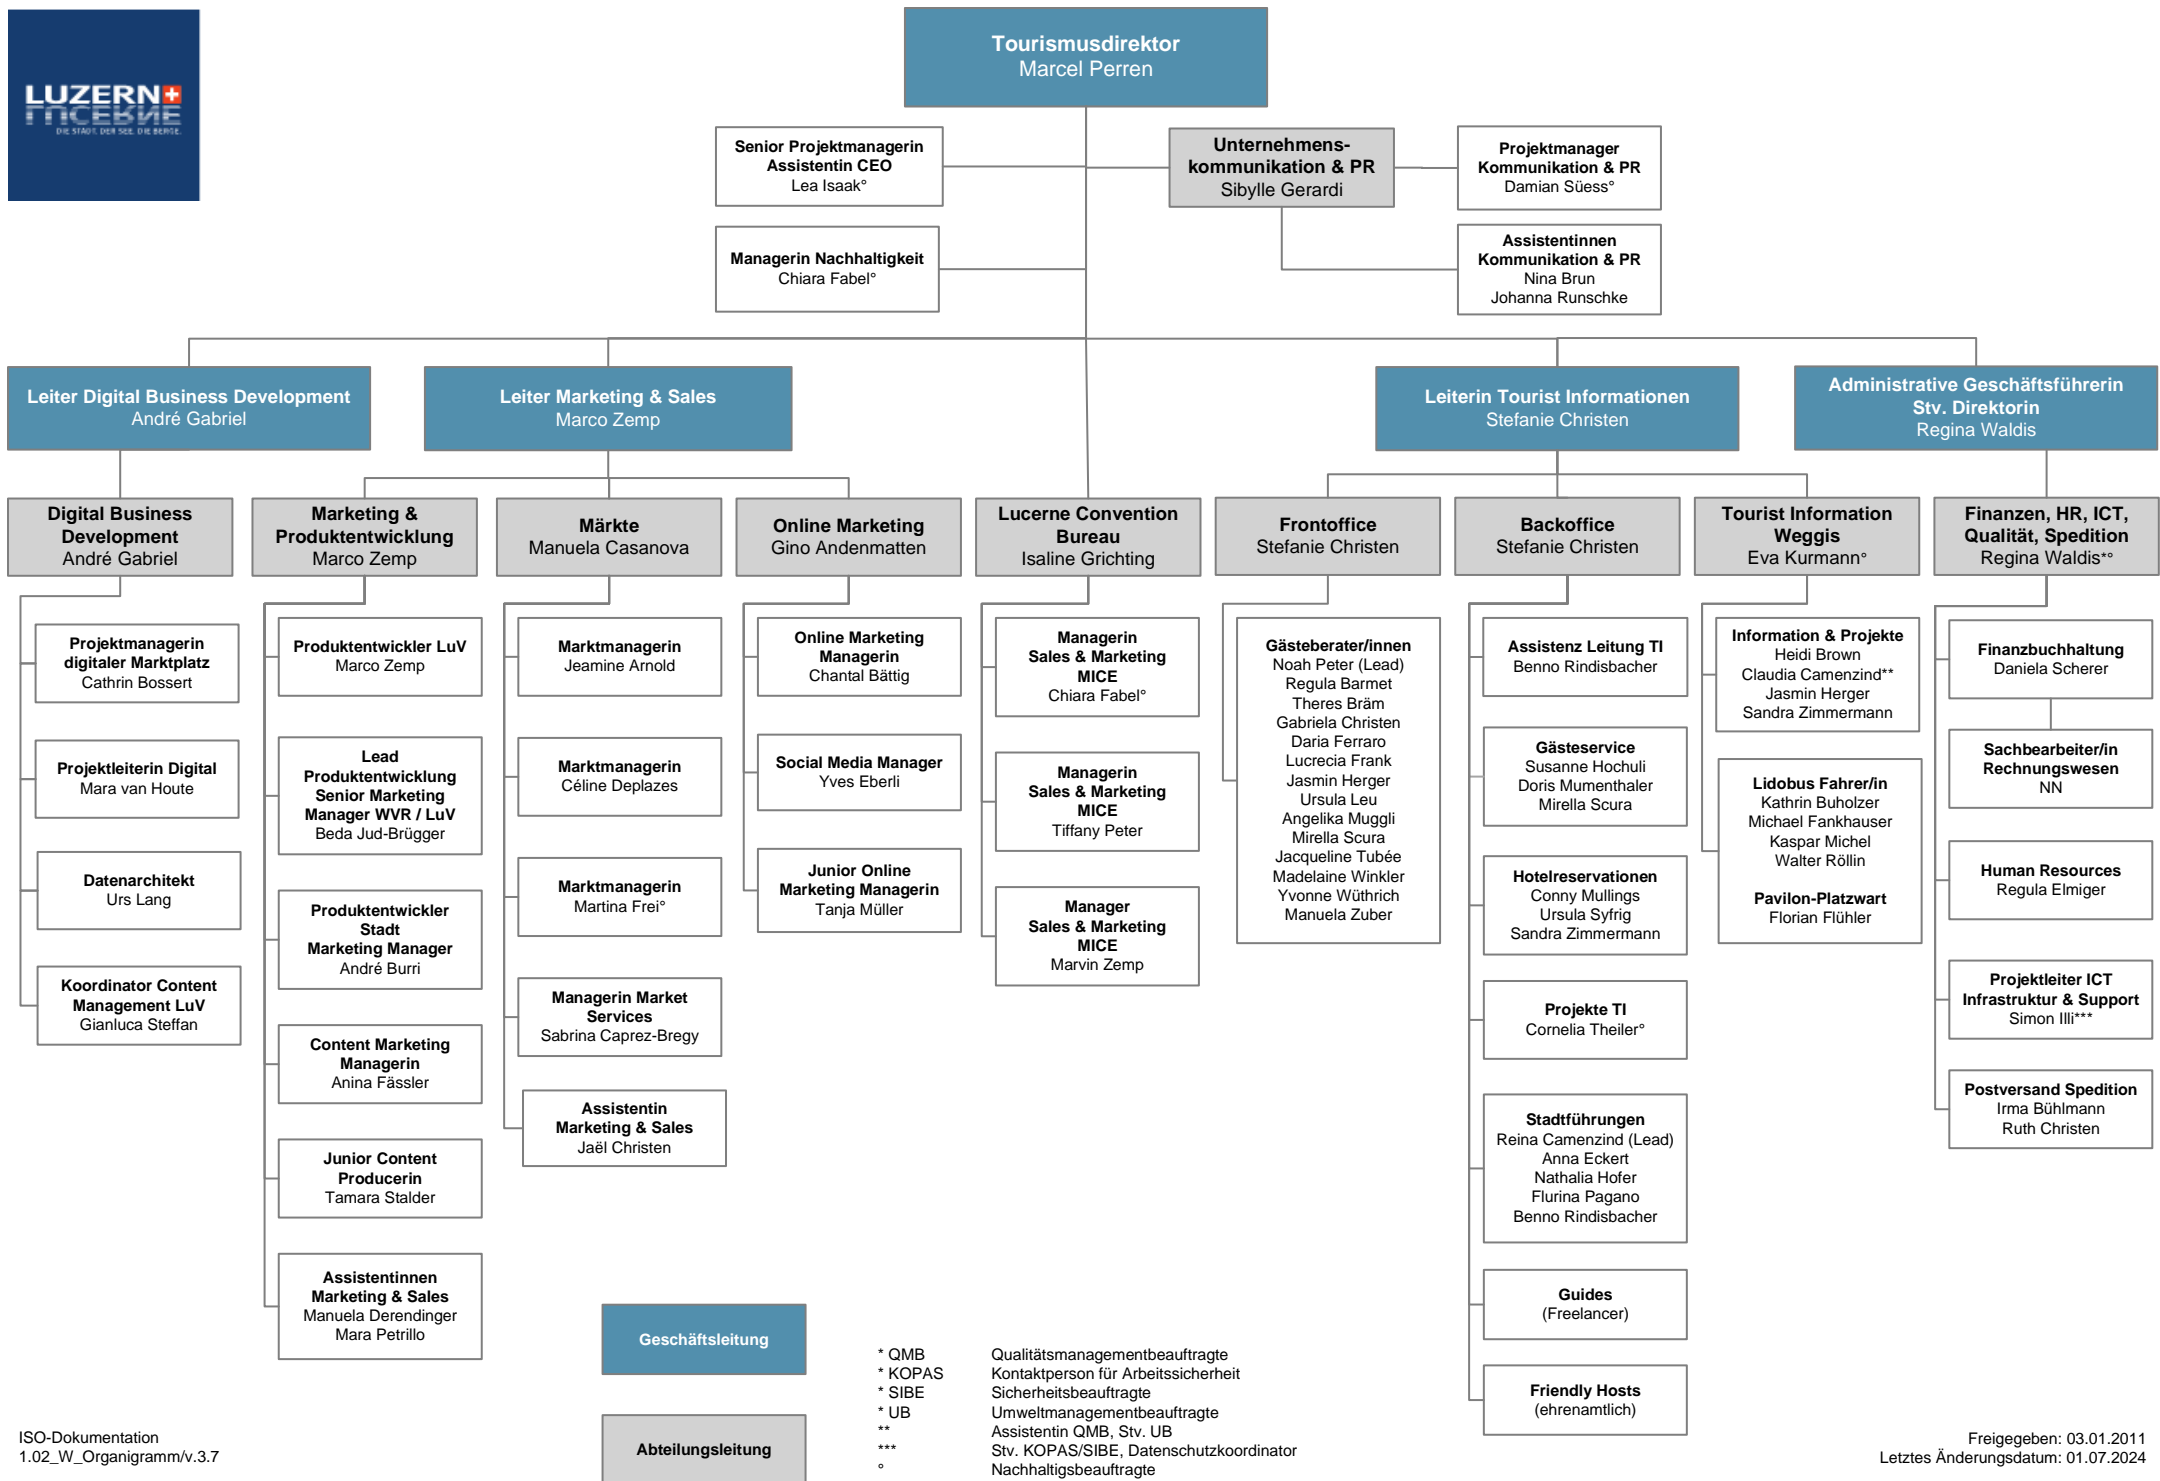 LUZERN
LUCERNE
DIE STADT. DER SEE. DIE BERGE.
Tourismusdirektor
Marcel Perren
Senior Projektmanagerin
Assistentin CEO
Lea Isaak°
Unternehmens-
kommunikation & PR
Sibylle Gerardi
Projektmanager
Kommunikation & PR
Damian Süess°
Managerin Nachhaltigkeit
Chiara Fabel°
Assistentinnen
Kommunikation & PR
Nina Brun
Johanna Runschke
Leiter Digital Business Development
André Gabriel
Leiter Marketing & Sales
Marco Zemp
Leiterin Tourist Informationen
Stefanie Christen
Administrative Geschäftsführerin
Stv. Direktorin
Regina Waldis
Digital Business
Development
André Gabriel
Projektmanagerin
digitaler Marktplatz
Cathrin Bossert
Projektleiterin Digital
Mara van Houte
Datenarchitekt
Urs Lang
Koordinator Content
Management LuV
Gianluca Steffan
Marketing &
Produktentwicklung
Marco Zemp
Produktentwickler LuV
Marco Zemp
Lead
Produktentwicklung
Senior Marketing
Manager WVR / LuV
Beda Jud-Brügger
Produktentwickler
Stadt
Marketing Manager
André Burri
Content Marketing
Managerin
Anina Fässler
Junior Content
Producerin
Tamara Stalder
Assistentinnen
Marketing & Sales
Manuela Derendinger
Mara Petrillo
Märkte
Manuela Casanova
Marktmanagerin
Jeamine Arnold
Marktmanagerin
Céline Deplazes
Marktmanagerin
Martina Frei°
Managerin Market
Services
Sabrina Caprez-Bregy
Assistentin
Marketing & Sales
Jaël Christen
Online Marketing
Gino Andenmatten
Online Marketing
Managerin
Chantal Bättig
Social Media Manager
Yves Eberli
Junior Online
Marketing Managerin
Tanja Müller
Lucerne Convention
Bureau
Isaline Grichting
Managerin
Sales & Marketing
MICE
Chiara Fabel°
Managerin
Sales & Marketing
MICE
Tiffany Peter
Manager
Sales & Marketing
MICE
Marvin Zemp
Frontoffice
Stefanie Christen
Gästeberater/innen
Noah Peter (Lead)
Regula Barmet
Theres Bräm
Gabriela Christen
Daria Ferraro
Lucrecia Frank
Jasmin Herger
Ursula Leu
Angelika Muggli
Mirella Scura
Jacqueline Tubée
Madelaine Winkler
Yvonne Wüthrich
Manuela Zuber
Backoffice
Stefanie Christen
Assistenz Leitung TI
Benno Rindisbacher
Gästeservice
Susanne Hochuli
Doris Mumenthaler
Mirella Scura
Hotelreservationen
Conny Mullings
Ursula Syfrig
Sandra Zimmermann
Projekte TI
Cornelia Theiler°
Stadtführungen
Reina Camenzind (Lead)
Anna Eckert
Nathalia Hofer
Flurina Pagano
Benno Rindisbacher
Guides
(Freelancer)
Friendly Hosts
(ehrenamtlich)
Tourist Information
Weggis
Eva Kurmann°
Information & Projekte
Heidi Brown
Claudia Camenzind**
Jasmin Herger
Sandra Zimmermann
Lidobus Fahrer/in
Kathrin Buholzer
Michael Fankhauser
Kaspar Michel
Walter Röllin
Pavilon-Platzwart
Florian Flühler
Finanzen, HR, ICT,
Qualität, Spedition
Regina Waldis*°
Finanzbuchhaltung
Daniela Scherer
Sachbearbeiter/in
Rechnungswesen
NN
Human Resources
Regula Elmiger
Projektleiter ICT
Infrastruktur & Support
Simon Illi***
Postversand Spedition
Irma Bühlmann
Ruth Christen
Geschäftsleitung
Abteilungsleitung
* QMB Qualitätsmanagementbeauftragte
* KOPAS Kontaktperson für Arbeitssicherheit
* SIBE Sicherheitsbeauftragte
* UB Umweltmanagementbeauftragte
** Assistentin QMB, Stv. UB
*** Stv. KOPAS/SIBE, Datenschutzkoordinator
° Nachhaltigsbeauftragte
ISO-Dokumentation
1.02_W_Organigramm/v.3.7
Freigegeben: 03.01.2011
Letztes Änderungsdatum: 01.07.2024